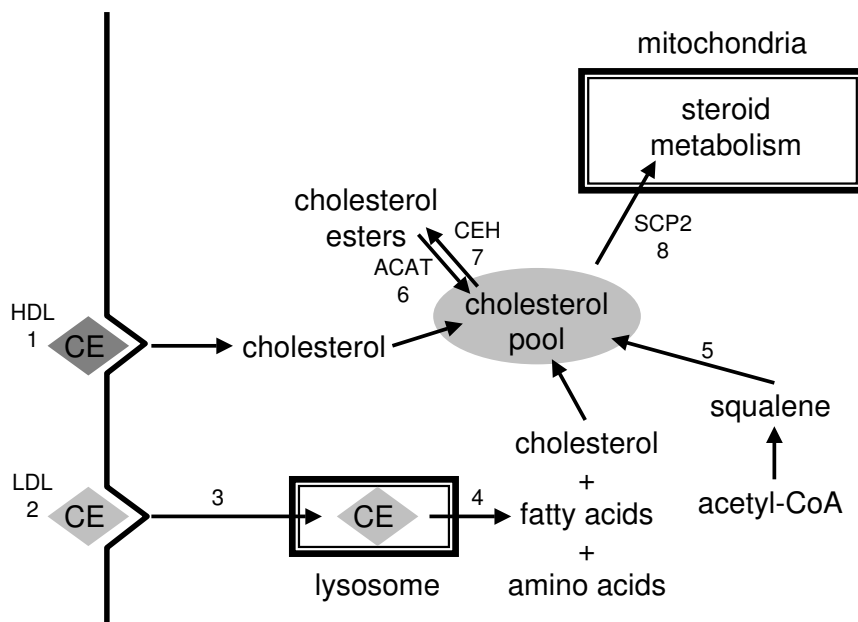 mitochondria
steroid
metabolism
cholesterol
esters
CEH
7
ACAT
6
SCP2
8
HDL
1
CE
cholesterol
cholesterol
pool
5
squalene
acetyl-CoA
LDL
2
CE
3
CE
4
lysosome
cholesterol
+
fatty acids
+
amino acids